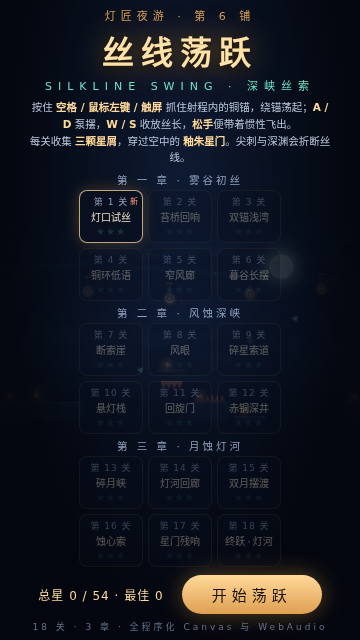 灯匠夜游 · 第 6 铺
丝线荡跃
SILKLINE SWING · 深峡丝索
按住 空格 / 鼠标左键 / 触屏 抓住射程内的铜锚，绕锚荡起；A / D 泵摆，W / S 收放丝长，松手便带着惯性飞出。
每关收集 三颗星屑，穿过空中的 釉朱星门。尖刺与深渊会折断丝线。
第一章 · 雾谷初丝
第 1 关 新
灯口试丝
★★★
第 2 关
苔桥回响
★★★
第 3 关
双锚浅湾
★★★
第 4 关
铜环低语
★★★
第 5 关
窄风廊
★★★
第 6 关
暮谷长摆
★★★
第二章 · 风蚀深峡
第 7 关
断索崖
★★★
第 8 关
风眼
★★★
第 9 关
碎星索道
★★★
第 10 关
悬灯栈
★★★
第 11 关
回旋门
★★★
第 12 关
赤铜深井
★★★
第三章 · 月蚀灯河
第 13 关
碎月峡
★★★
第 14 关
灯河回廊
★★★
第 15 关
双月摆渡
★★★
第 16 关
蚀心索
★★★
第 17 关
星门残响
★★★
第 18 关
终跃·灯河
★★★
总星 0 / 54 · 最佳 0
开始荡跃
18 关 · 3 章 · 全程序化 Canvas 与 WebAudio